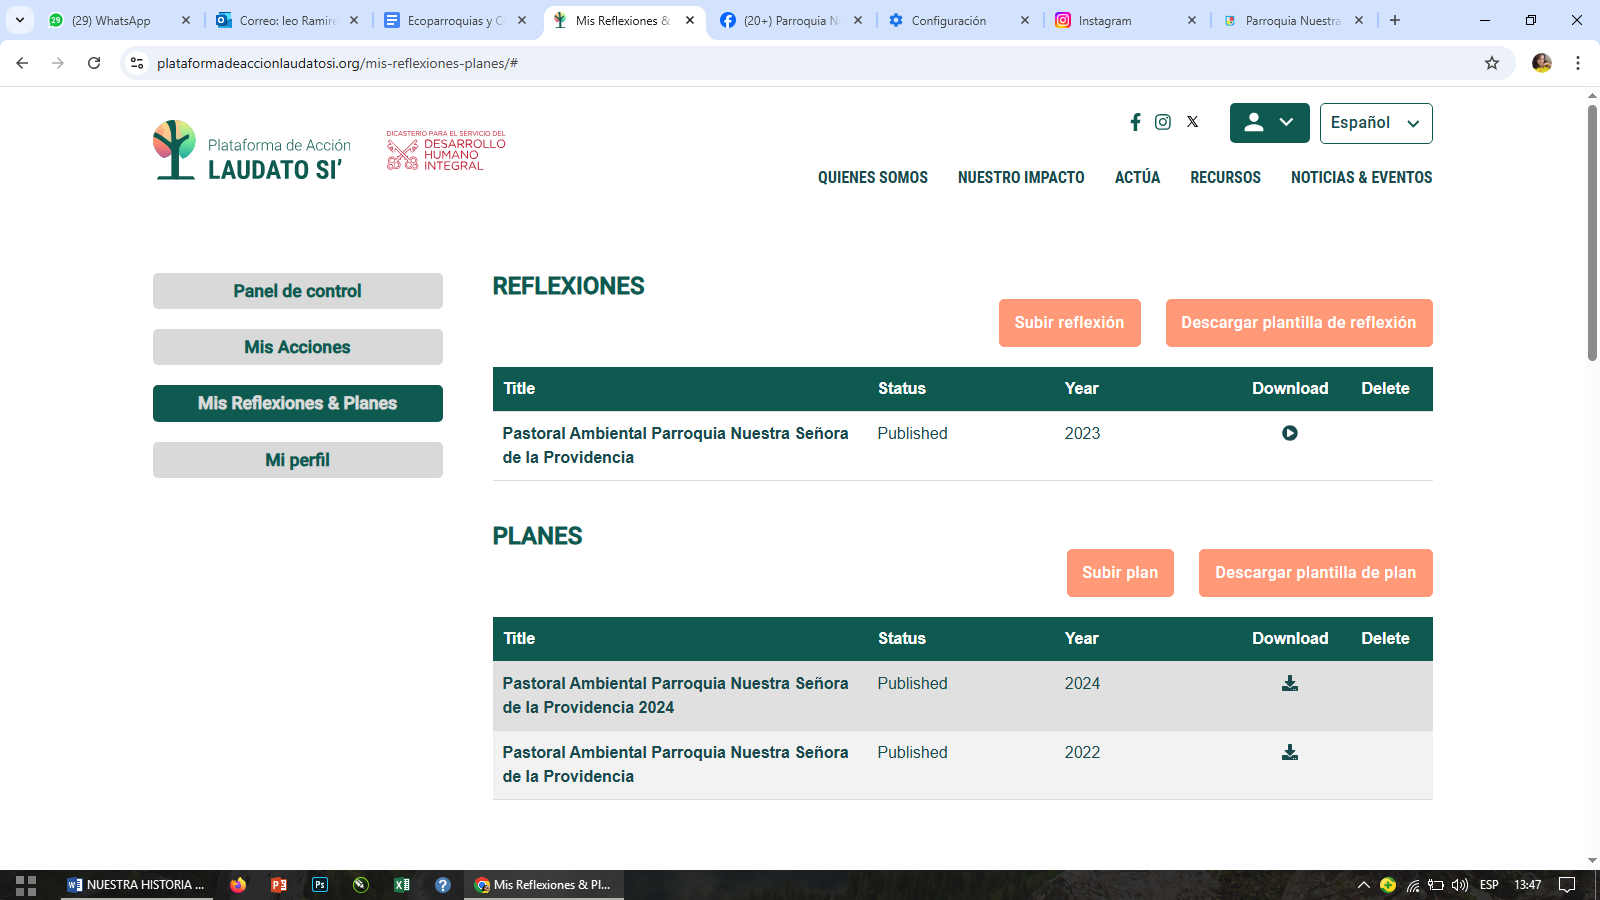 (29) WhatsApp
Correo: leo Ramire
Ecoparroquias y C
Mis Reflexiones &
(20+) Parroquia N
Configuración
Instagram
Parroquia Nuestra
plataformadeaccionlaudatosi.org/mis-reflexiones-planes/#
Plataforma de Acción
LAUDATO SI'
DICASTERIO PARA EL SERVICIO DEL
DESARROLLO
HUMANO
INTEGRAL
Español
QUIENES SOMOS NUESTRO IMPACTO ACTÚA RECURSOS NOTICIAS & EVENTOS
Panel de control
Mis Acciones
Mis Reflexiones & Planes
Mi perfil
REFLEXIONES
Subir reflexión Descargar plantilla de reflexión
Title Status Year Download Delete
Pastoral Ambiental Parroquia Nuestra Señora Published 2023
de la Providencia
PLANES
Subir plan Descargar plantilla de plan
Title Status Year Download Delete
Pastoral Ambiental Parroquia Nuestra Señora Published 2024
de la Providencia 2024
Pastoral Ambiental Parroquia Nuestra Señora Published 2022
de la Providencia
NUESTRA HISTORIA ...
Mis Reflexiones & Pl...
ESP 13:47